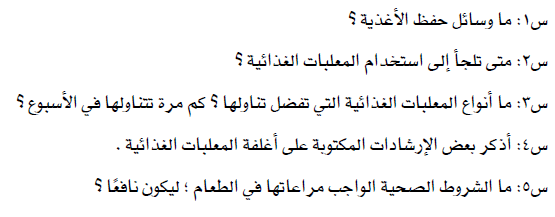 س١: ما وسائل حفظ الأغذية ؟
س٢: متى تلجأ إلى استخدام المعلبات الغذائية ؟
س٣: ما أنواع المعلبات الغذائية التي تفضل تناولها ؟ كم مرة تتناولها في الأسبوع ؟
س٤: أذكر بعض الإرشادات المكتوبة على أغلفة المعلبات الغذائية .
س٥: ما الشروط الصحية الواجب مراعاتها في الطعام ؛ ليكون نافعًا ؟